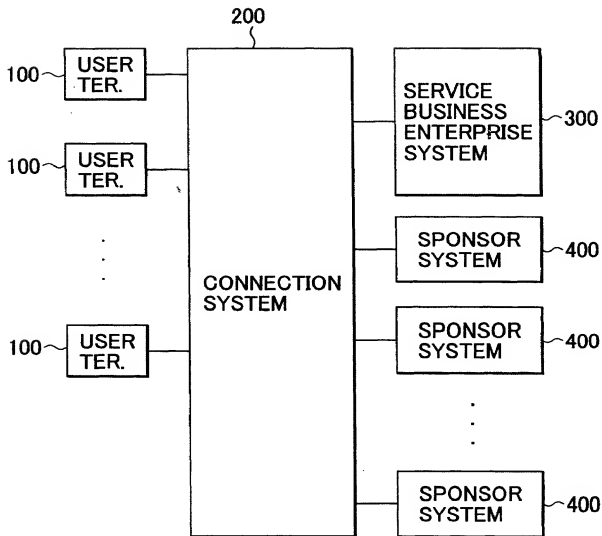 200
100
USER
TER.
100
USER
TER.
100
USER
TER.
CONNECTION
SYSTEM
SERVICE
BUSINESS
ENTERPRISE
SYSTEM
300
SPONSOR
SYSTEM
400
SPONSOR
SYSTEM
400
SPONSOR
SYSTEM
400